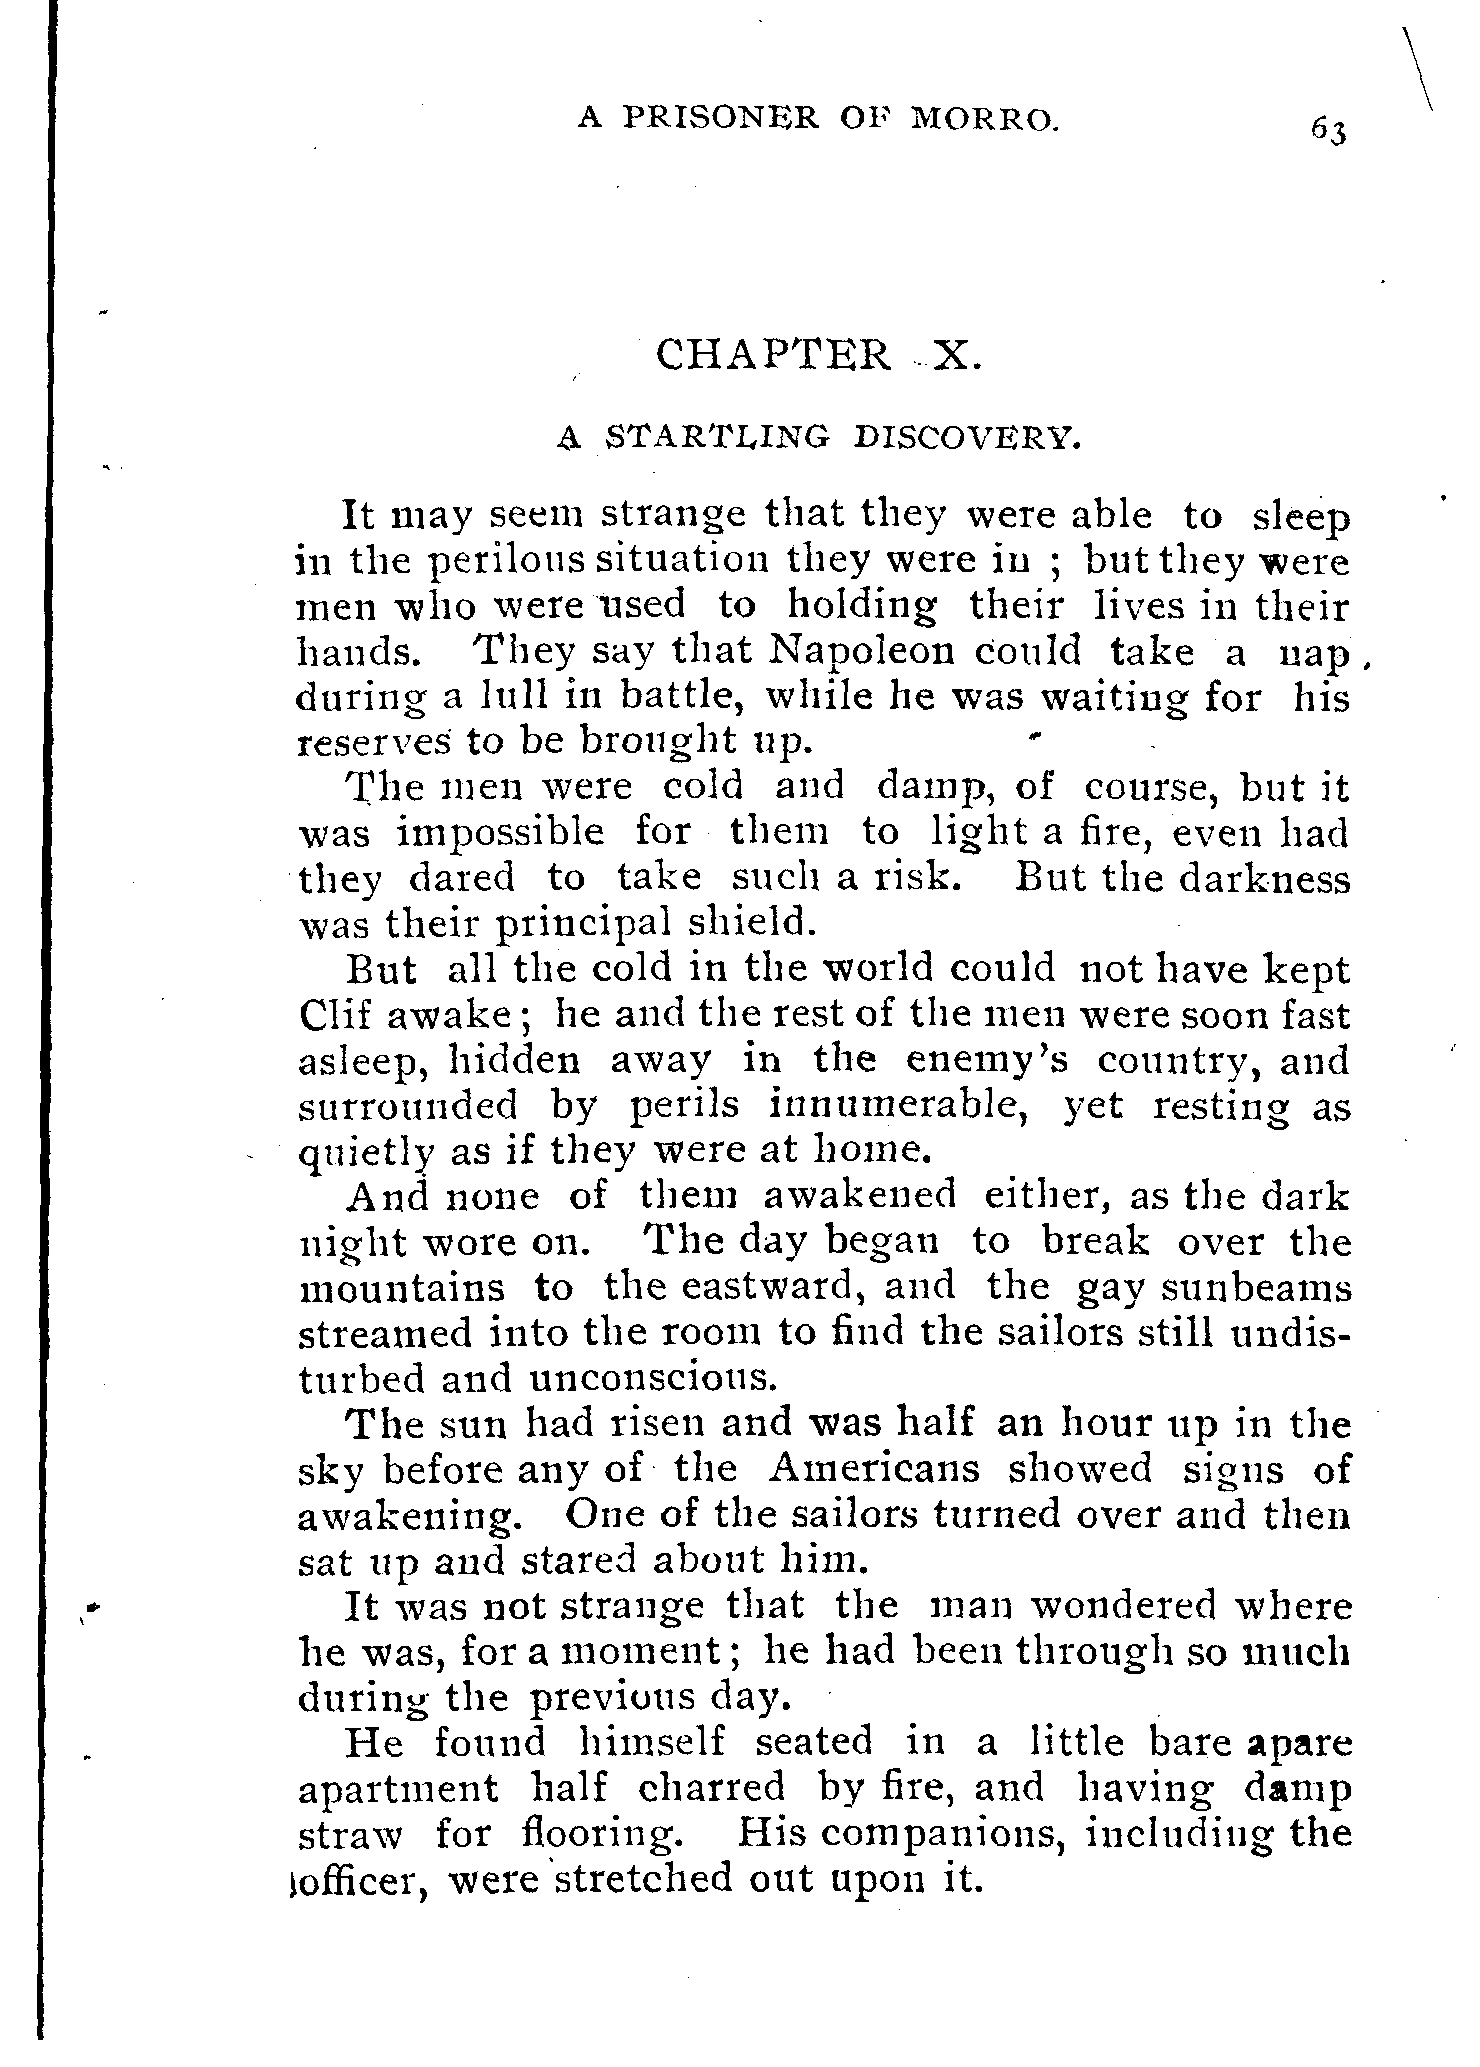 A PRISONER OF MORRO. 63
CHAPTER X.
A STARTLING DISCOVERY.
It may seem strange that they were able to sleep
in the perilous situation they were in ; but they were
men who were used to holding their lives in their
hands. They say that Napoleon could take a nap
during a lull in battle, while he was waiting for his
reserves to be brought up.
The men were cold and damp, of course, but it
was impossible for them to light a fire, even had
they dared to take such a risk. But the darkness
was their principal shield.
But all the cold in the world could not have kept
Clif awake; he and the rest of the men were soon fast
asleep, hidden away in the enemy's country, and
surrounded by perils innumerable, yet resting as
quietly as if they were at home.
And none of them awakened either, as the dark
night wore on. The day began to break over the
mountains to the eastward, and the gay sunbeams
streamed into the room to find the sailors still undis-
turbed and unconscious.
The sun had risen and was half an hour up in the
sky before any of the Americans showed signs of
awakening. One of the sailors turned over and then
sat up and stared about him.
It was not strange that the man wondered where
he was, for a moment; he had been through so much
during the previous day.
He found himself seated in a little bare apare
apartment half charred by fire, and having damp
straw for flooring. His companions, including the
officer, were stretched out upon it.